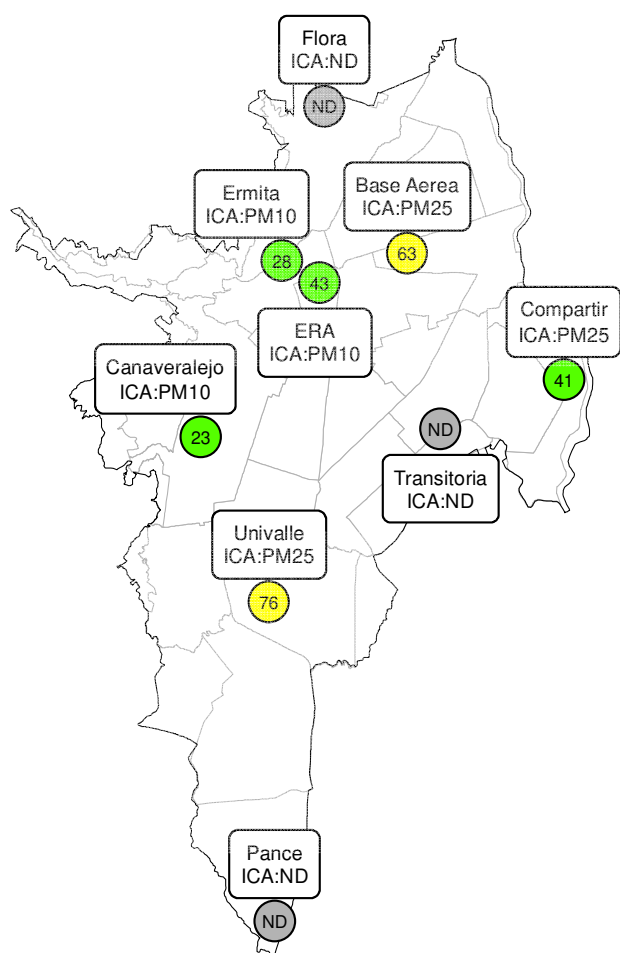 Flora
ICA:ND
ND
Ermita
ICA:PM10
28
Base Aerea
ICA:PM25
63
43
ERA
ICA:PM10
Compartir
ICA:PM25
41
Canaveralejo
ICA:PM10
23
ND
Transitoria
ICA:ND
Univalle
ICA:PM25
76
Pance
ICA:ND
ND